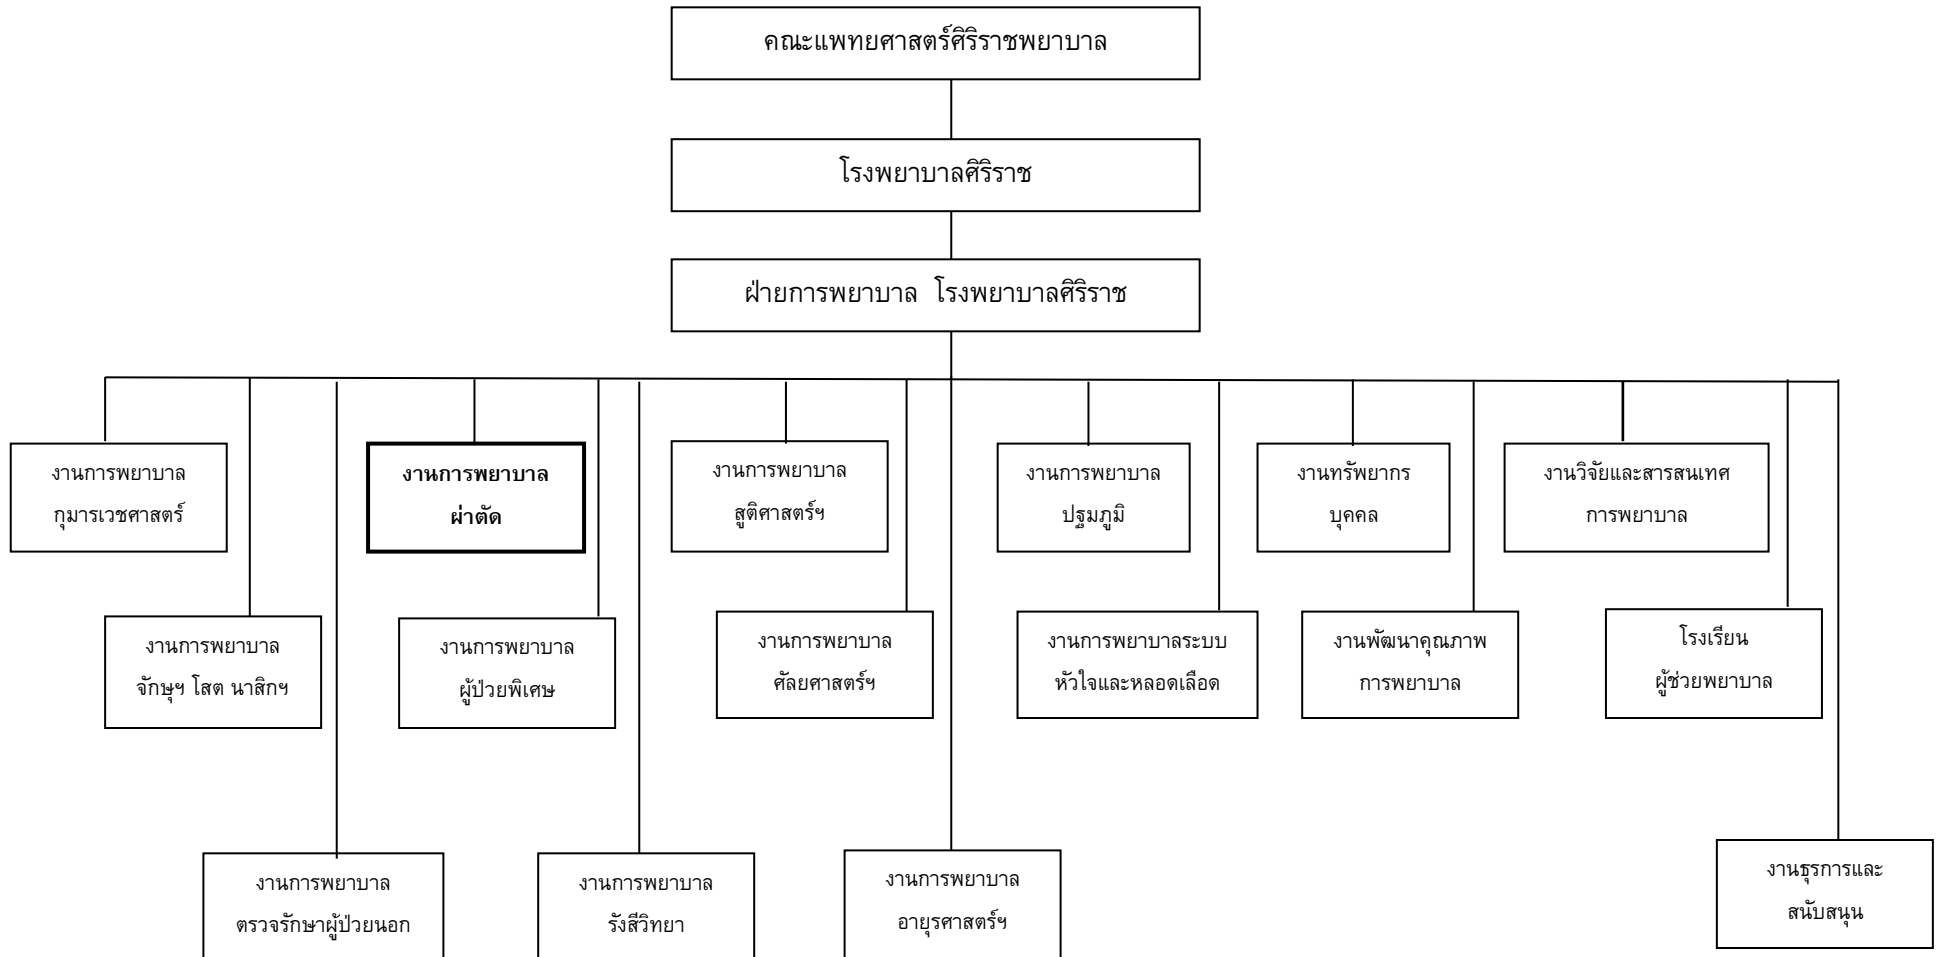 คณะแพทยศาสตร์ศิริราชพยาบาล
โรงพยาบาลศิริราช
ฝ่ายการพยาบาล โรงพยาบาลศิริราช
งานการพยาบาล
กุมารเวชศาสตร์
งานการพยาบาล
ผ่าตัด
งานการพยาบาล
สูติศาสตร์ฯ
งานการพยาบาล
ปฐมภูมิ
งานทรัพยากร
บุคคล
งานวิจัยและสารสนเทศ
การพยาบาล
งานการพยาบาล
จักษุฯ โสต นาสิกฯ
งานการพยาบาล
ผู้ป่วยพิเศษ
งานการพยาบาล
ศัลยศาสตร์ฯ
งานการพยาบาลระบบ
หัวใจและหลอดเลือด
งานพัฒนาคุณภาพ
การพยาบาล
โรงเรียน
ผู้ช่วยพยาบาล
งานการพยาบาล
ตรวจรักษาผู้ป่วยนอก
งานการพยาบาล
รังสีวิทยา
งานการพยาบาล
อายุรศาสตร์ฯ
งานธุรการและ
สนับสนุน